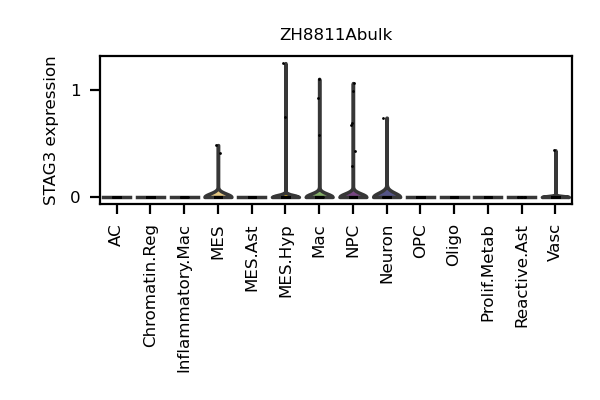 ZH8811Abulk
STAG3 expression
1
0
AC
Chromatin.Reg
Inflammatory.Mac
MES
MES.Ast
MES.Hyp
Mac
NPC
Neuron
OPC
Oligo
Prolif.Metab
Reactive.Ast
Vasc